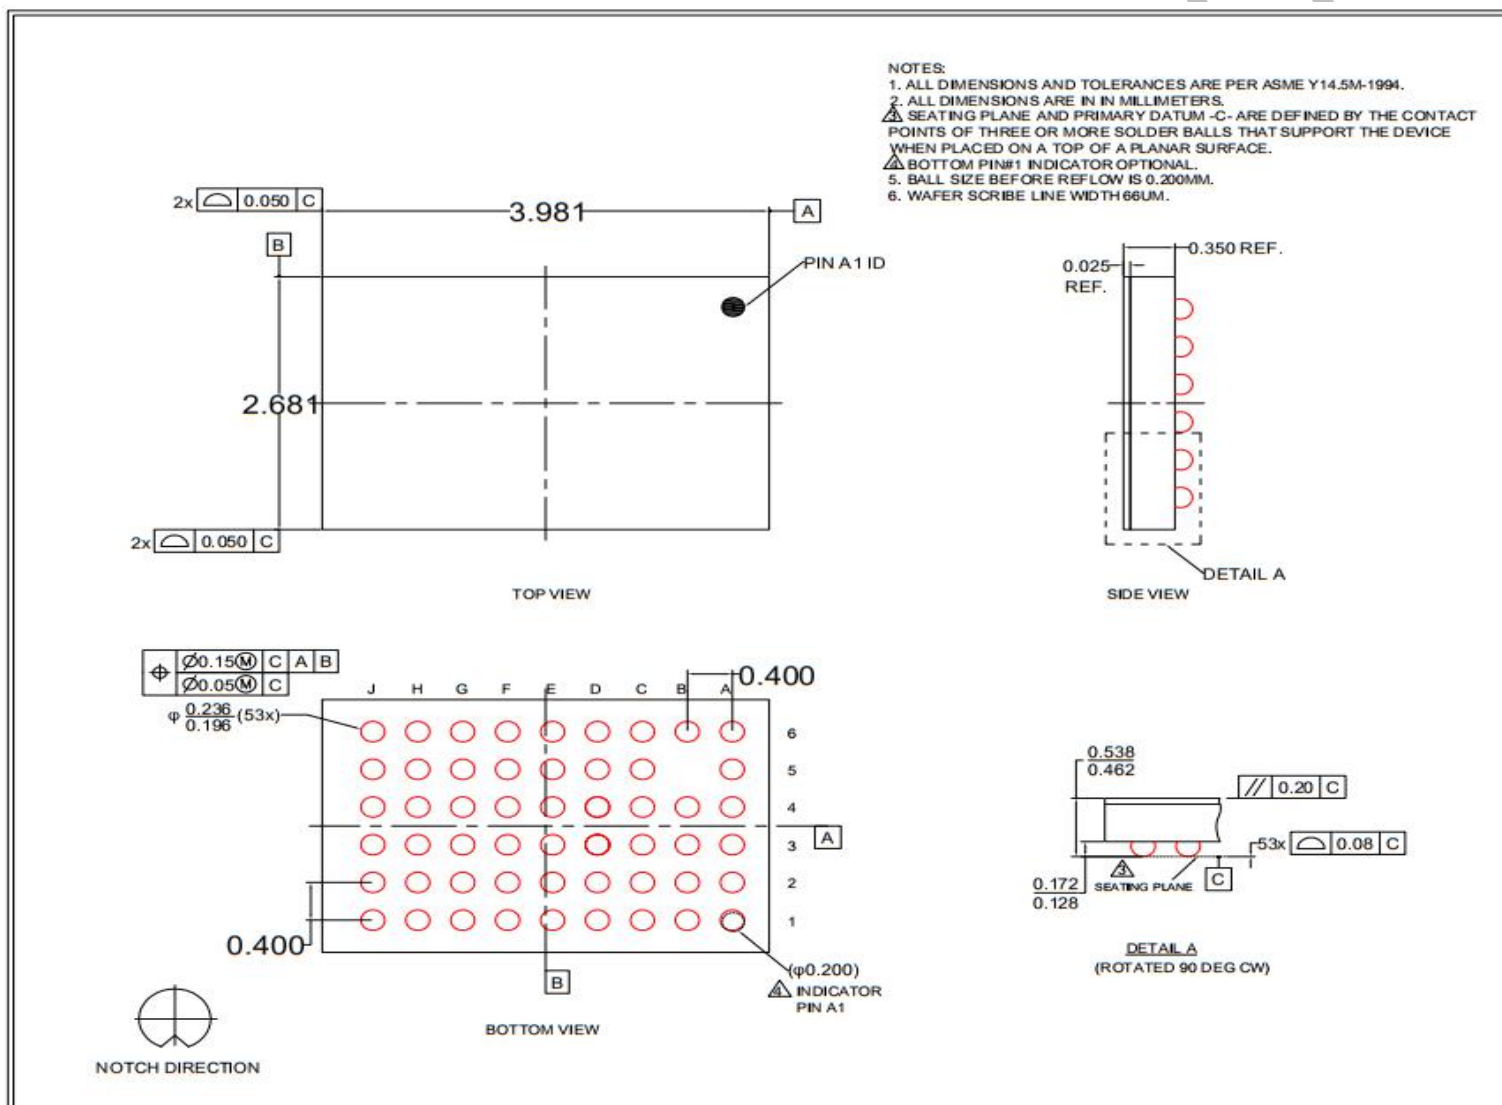 NOTES:
1. ALL DIMENSIONS AND TOLERANCES ARE PER ASME Y14.5M-1994.
2. ALL DIMENSIONS ARE IN IN MILLIMETERS.
3 SEATING PLANE AND PRIMARY DATUM -C- ARE DEFINED BY THE CONTACT
POINTS OF THREE OR MORE SOLDER BALLS THAT SUPPORT THE DEVICE
WHEN PLACED ON A TOP OF A PLANAR SURFACE.
4 BOTTOM PIN#1 INDICATOR OPTIONAL.
5. BALL SIZE BEFORE REFLOW IS 0.200MM.
6. WAFER SCRIBE LINE WIDTH 66UM.
2x ⌓ 0.050 C
3.981
A
B
PIN A1 ID
2.681
2x ⌓ 0.050 C
TOP VIEW
0.350 REF.
0.025
REF.
DETAIL A
SIDE VIEW
⌖ Ø0.15Ⓜ C A B
Ø0.05Ⓜ C
φ 0.236
0.196 (53x)
0.400
J H G F E D C B A
6
5
4
3
2
1
A
0.400
B
(φ0.200)
4 INDICATOR
PIN A1
BOTTOM VIEW
NOTCH DIRECTION
0.538
0.462
// 0.20 C
53x ⌓ 0.08 C
3
SEATING PLANE
C
0.172
0.128
DETAIL A
(ROTATED 90 DEG CW)